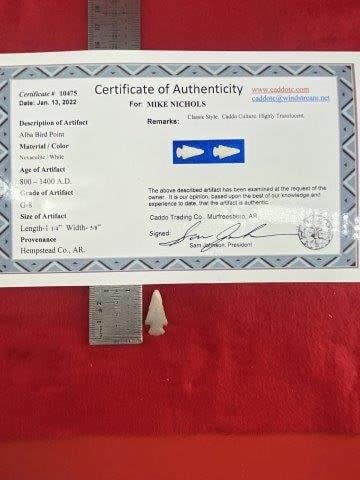 Certificate # 10475
Certificate of Authenticity
www.caddotc.com
Date: Jan. 13, 2022
For: MIKE NICHOLS
caddotc@windstream.net
Description of Artifact
Remarks: Classic Style. Caddo Culture. Highly Translucent.
Alba Bird Point
Material / Color
Novaculite / White
Age of Artifact
800 – 1400 A.D.
Grade of Artifact
G-8
Size of Artifact
Length-1 1/4" Width- 5/8"
Provenance
Hempstead Co., AR.
The above described artifact has been examined at the request of the
owner. It is our opinion, based upon the best of our knowledge and
experience to date, that the artifact is authentic.
Caddo Trading Co., Murfreesboro, AR
Signed:
Sam Johnson, President